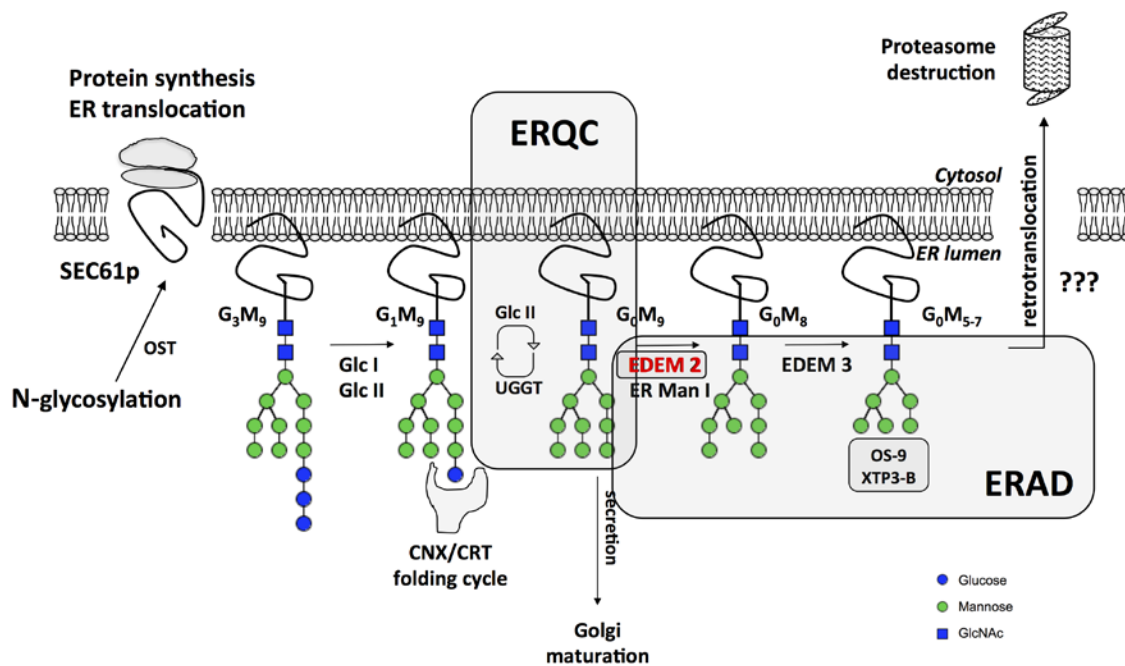 Protein synthesis
ER translocation
SEC61p
OST
N-glycosylation
G₃M₉
Glc I
Glc II
G₁M₉
CNX/CRT
folding cycle
ERQC
Glc II
UGGT
G₀M₉
secretion
Golgi
maturation
EDEM 2
ER Man I
G₀M₈
EDEM 3
G₀M₅₋₇
OS-9
XTP3-B
ERAD
Cytosol
ER lumen
retrotranslocation
???
Proteasome
destruction
Glucose
Mannose
GlcNAc